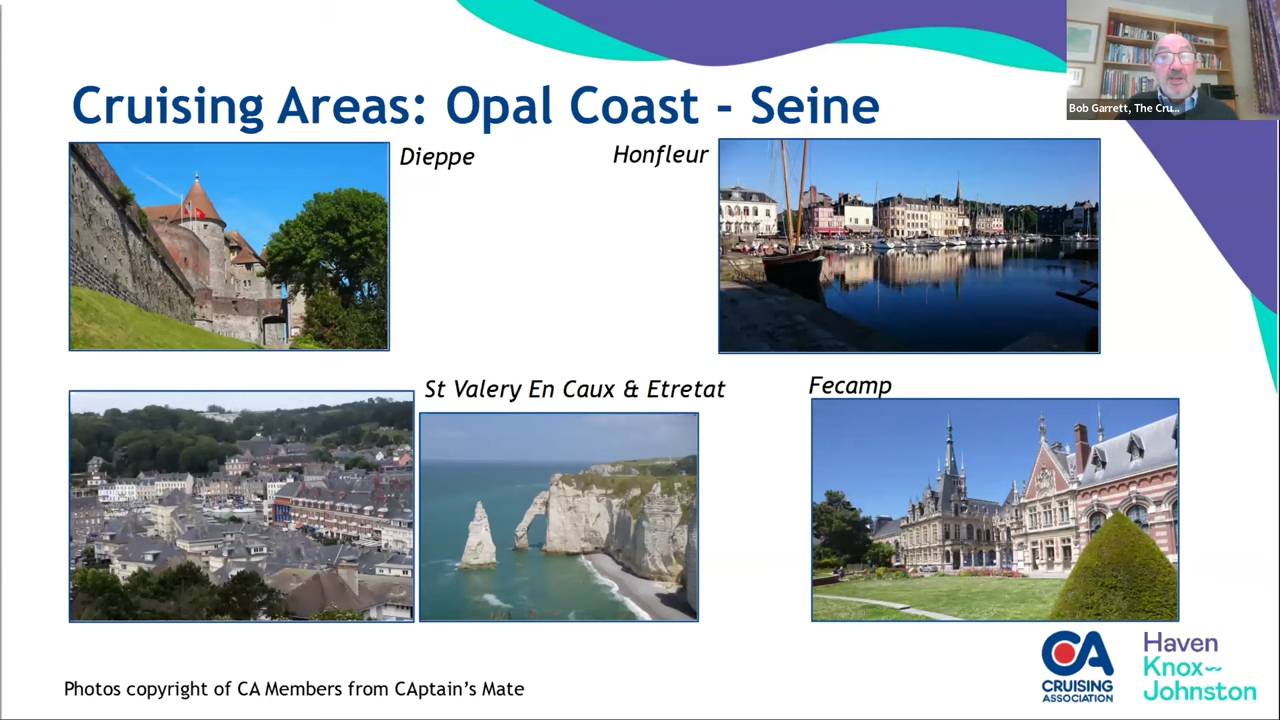 Cruising Areas: Opal Coast - Seine
Bob Garrett, The Cru...
Dieppe
Honfleur
St Valery En Caux & Etretat
Fecamp
Photos copyright of CA Members from CAptain's Mate
CA
CRUISING
ASSOCIATION
Haven
Knox~
Johnston